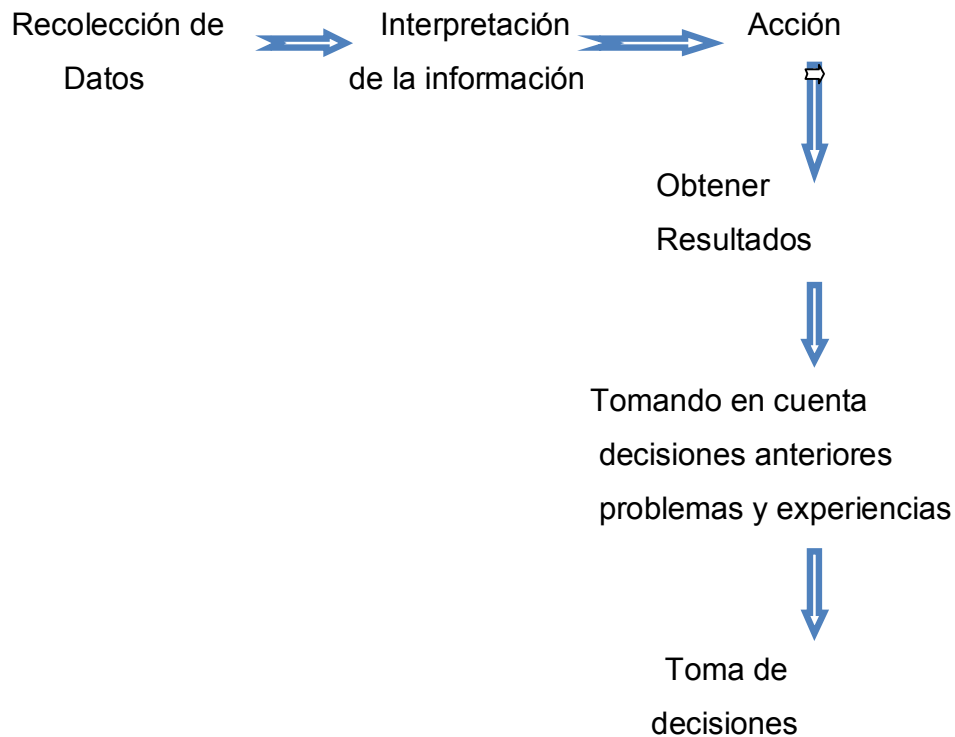 Recolección de
Datos
Interpretación
de la información
Acción
Obtener
Resultados
Tomando en cuenta
decisiones anteriores
problemas y experiencias
Toma de
decisiones